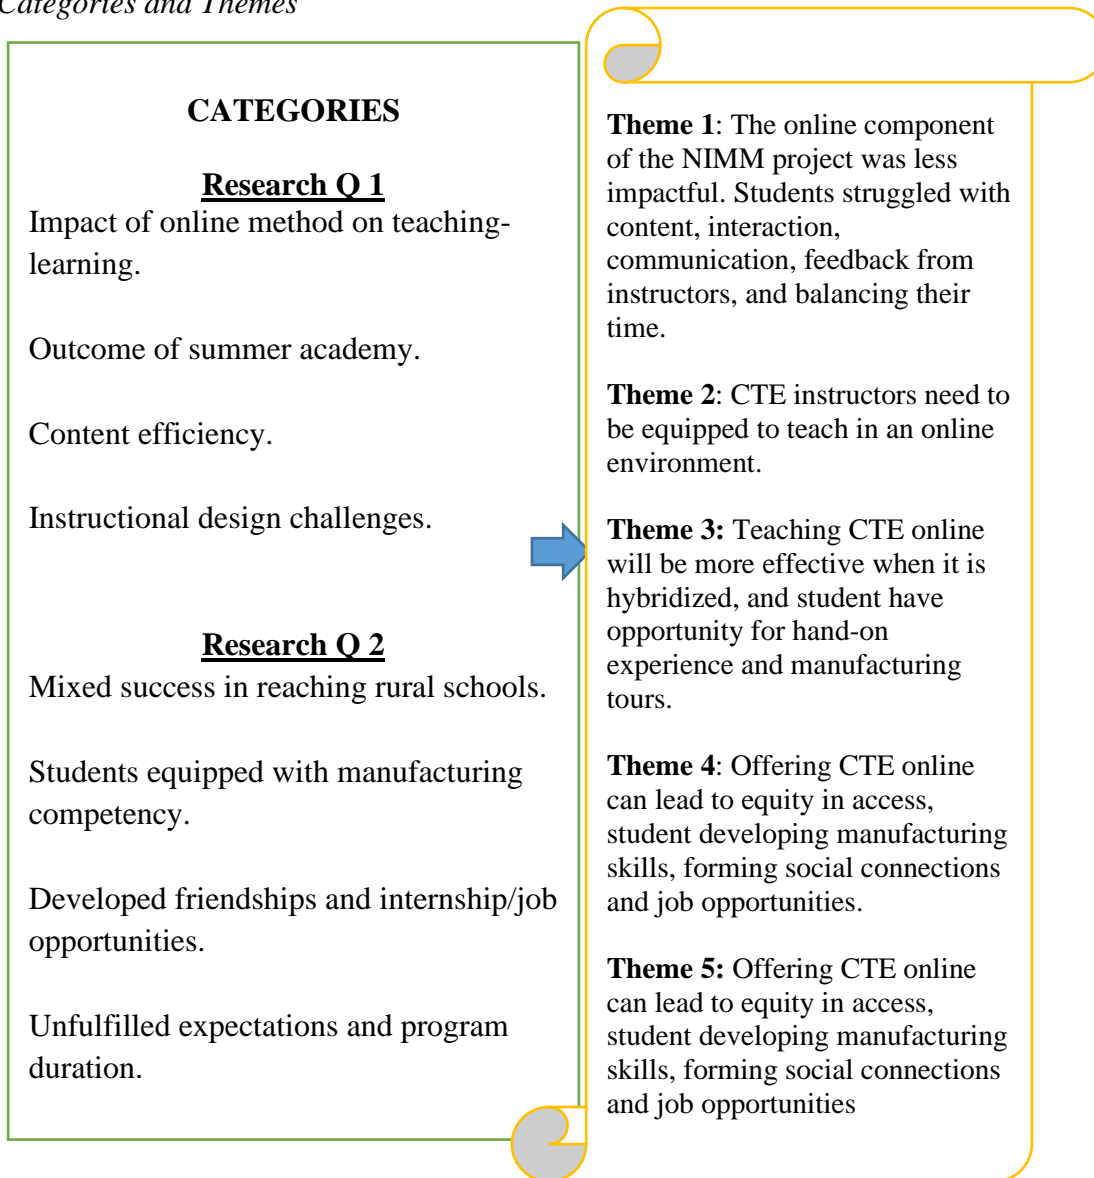 Categories and Themes
CATEGORIES
Research Q 1
Impact of online method on teaching-
learning.
Outcome of summer academy.
Content efficiency.
Instructional design challenges.
Research Q 2
Mixed success in reaching rural schools.
Students equipped with manufacturing
competency.
Developed friendships and internship/job
opportunities.
Unfulfilled expectations and program
duration.
Theme 1: The online component
of the NIMM project was less
impactful. Students struggled with
content, interaction,
communication, feedback from
instructors, and balancing their
time.
Theme 2: CTE instructors need to
be equipped to teach in an online
environment.
Theme 3: Teaching CTE online
will be more effective when it is
hybridized, and student have
opportunity for hand-on
experience and manufacturing
tours.
Theme 4: Offering CTE online
can lead to equity in access,
student developing manufacturing
skills, forming social connections
and job opportunities.
Theme 5: Offering CTE online
can lead to equity in access,
student developing manufacturing
skills, forming social connections
and job opportunities